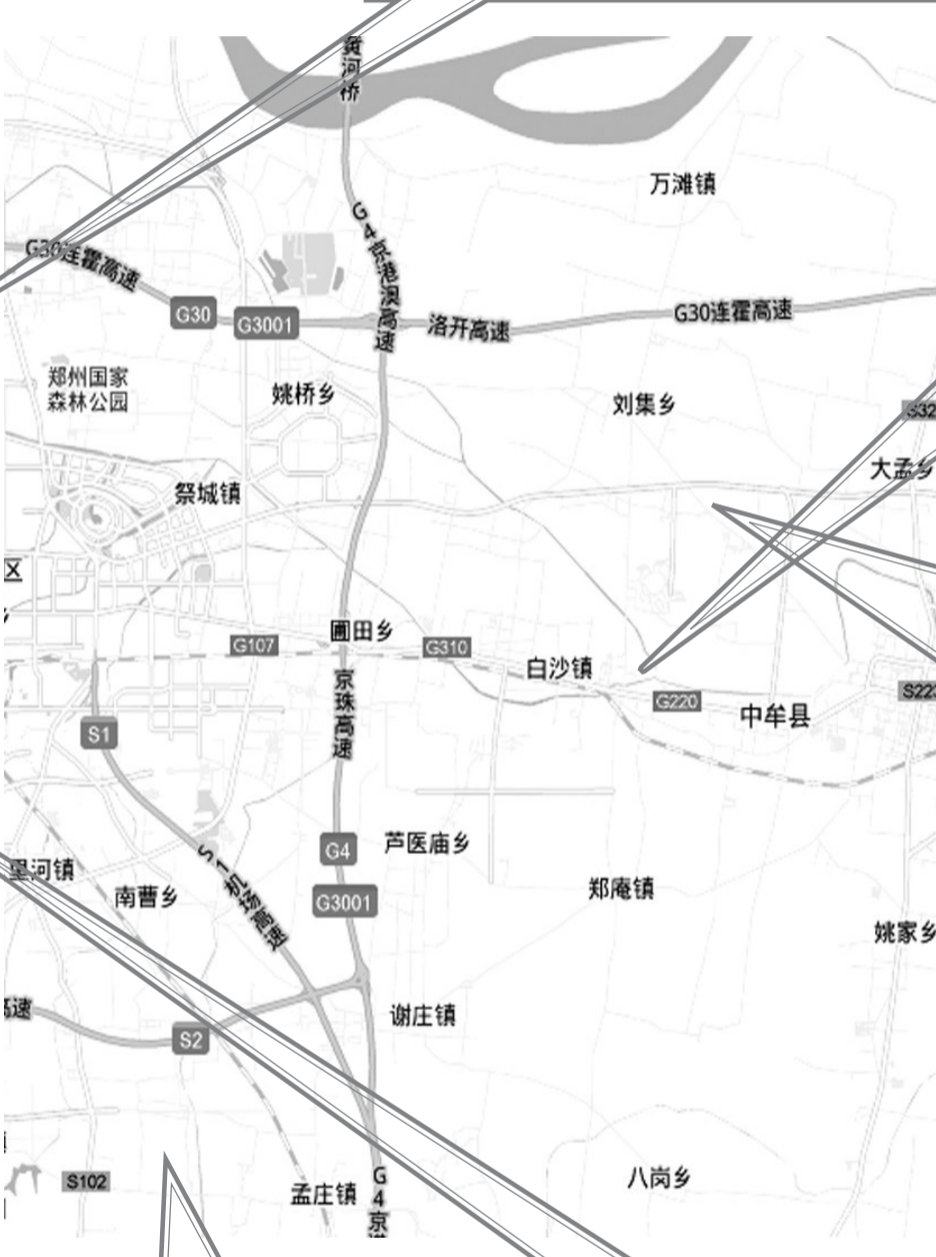 黄河桥
万滩镇
G4京港澳高速
G30连霍高速
G30
G3001
洛开高速
G30连霍高速
郑州国家
森林公园
姚桥乡
刘集乡
大孟乡
祭城镇
区
圃田乡
G107
G310
白沙镇
G220
S223
中牟县
京珠高速
S1
G4
芦医庙乡
南曹乡
S1机场高速
G3001
郑庵镇
姚家乡
高速
谢庄镇
S2
S102
孟庄镇
G4京
八岗乡